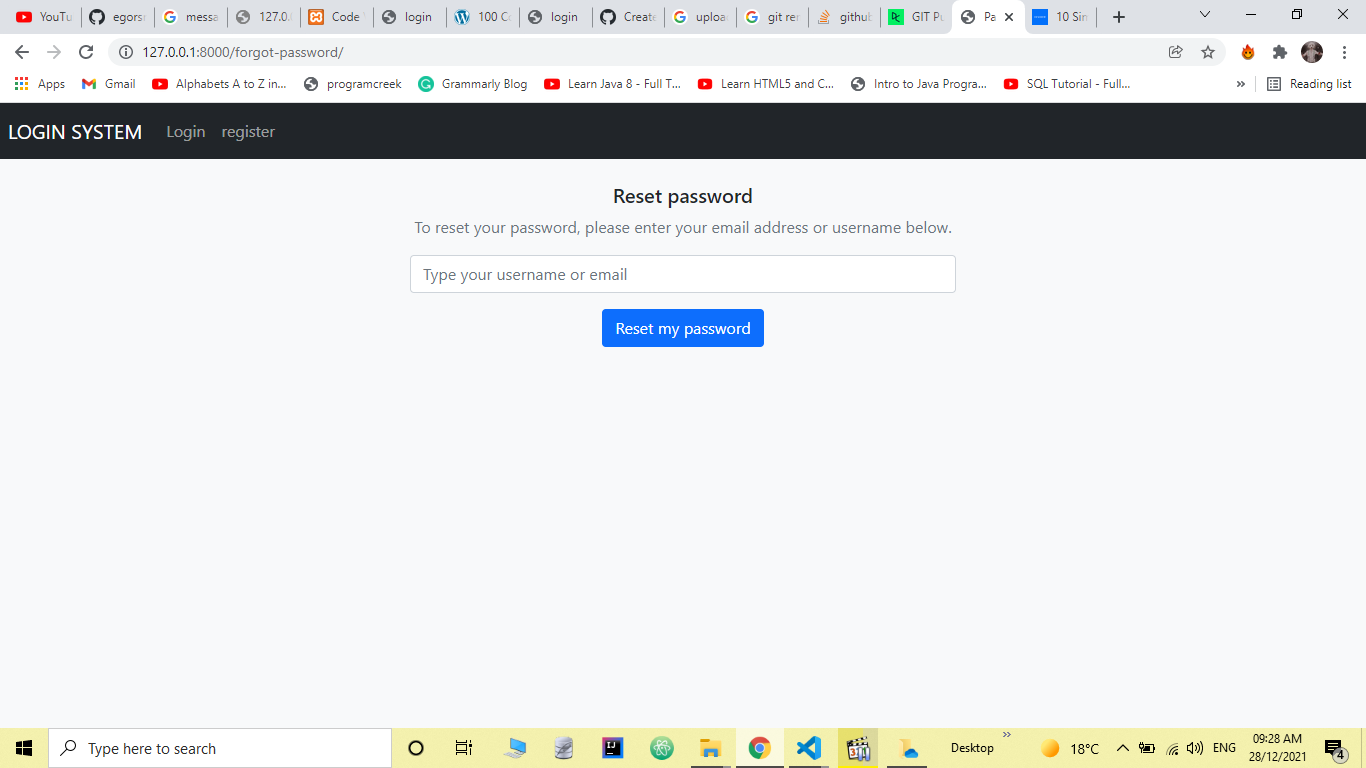 YouTu
egorsr
messa
127.0.
Code
login
100 Co
login
Create
uploa
git rer
github
GIT Pu
Pa
10 Sin
127.0.0.1:8000/forgot-password/
Apps
Gmail
Alphabets A to Z in...
programcreek
Grammarly Blog
Learn Java 8 - Full T...
Learn HTML5 and C...
Intro to Java Progra...
SQL Tutorial - Full...
»
Reading list
LOGIN SYSTEM
Login
register
Reset password
To reset your password, please enter your email address or username below.
Type your username or email
Reset my password
Type here to search
Desktop
»
18°C
ENG
09:28 AM
28/12/2021
4